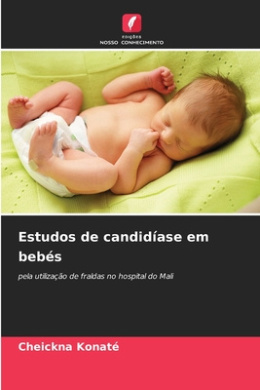 edições
NOSSO CONHECIMENTO
Estudos de candidíase em
bebés
pela utilização de fraldas no hospital do Mali
Cheickna Konaté